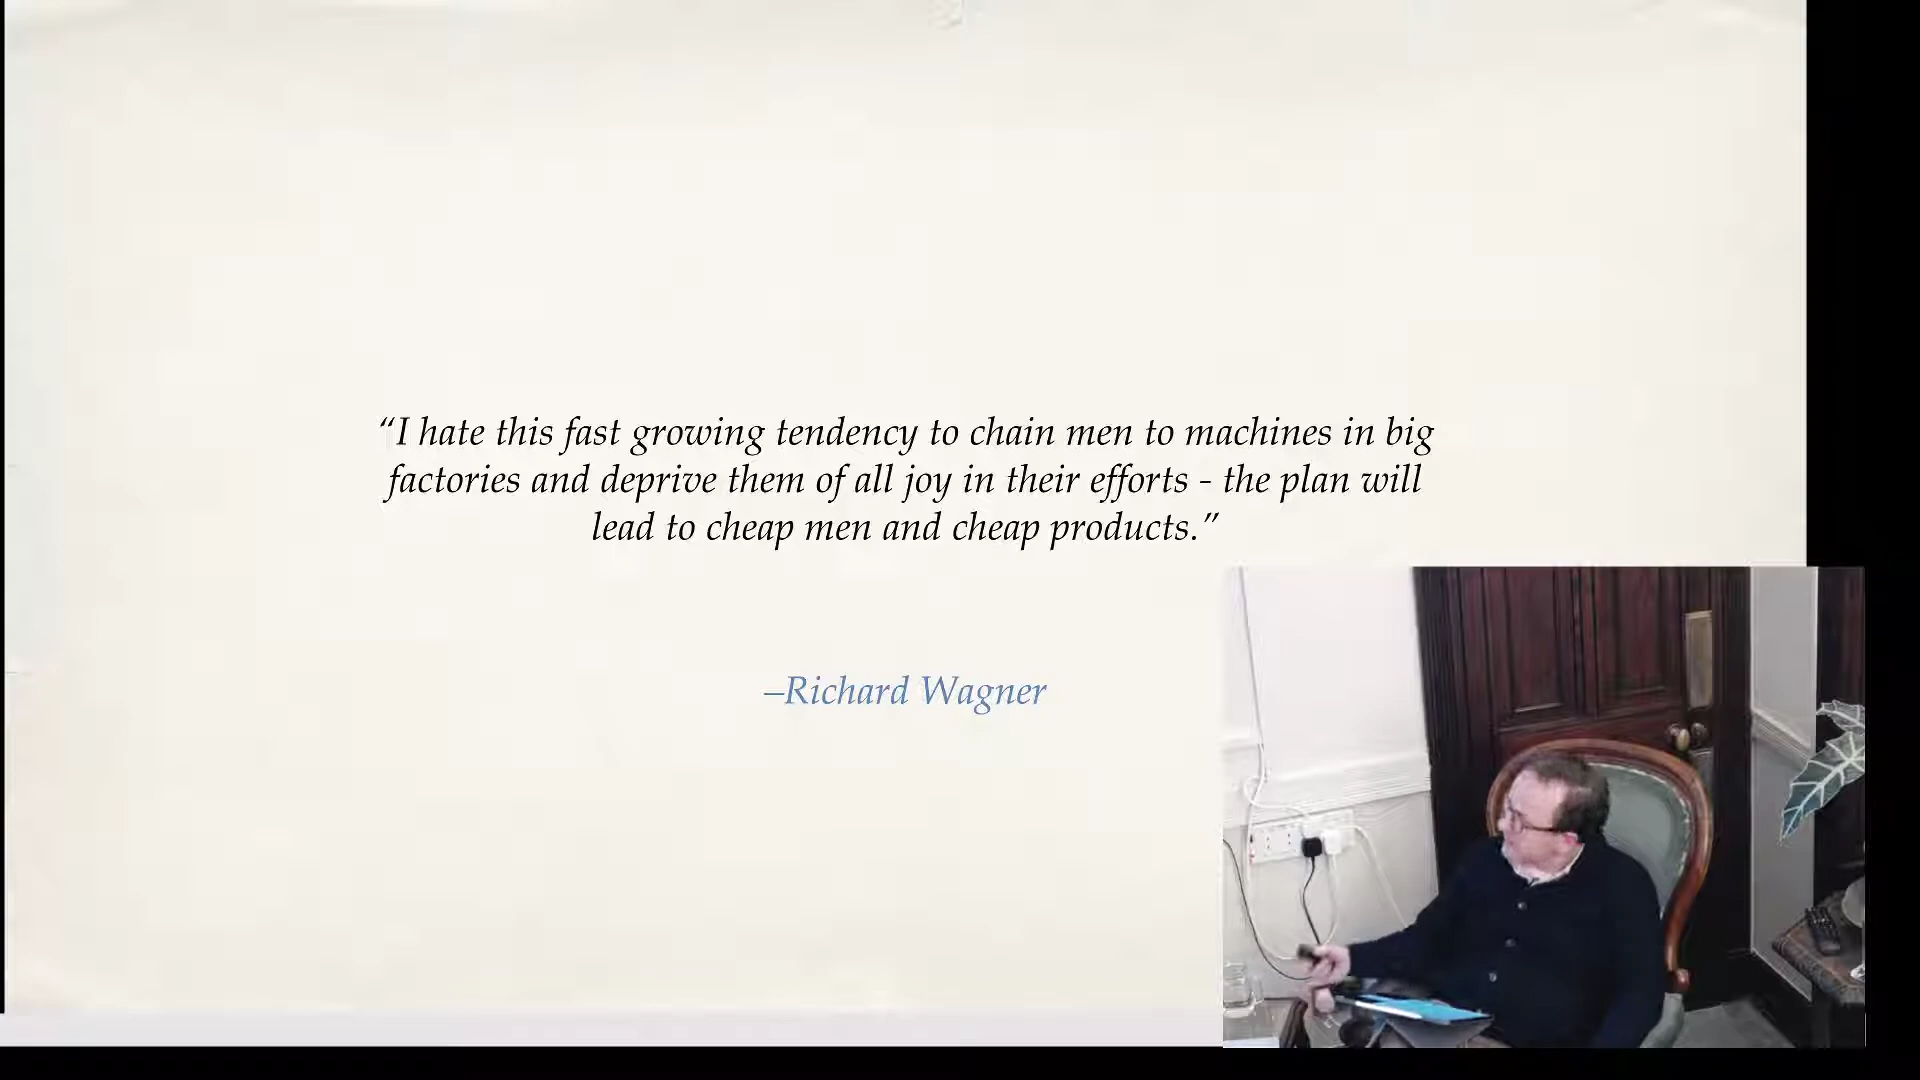 “I hate this fast growing tendency to chain men to machines in big
factories and deprive them of all joy in their efforts - the plan will
lead to cheap men and cheap products.”
–Richard Wagner